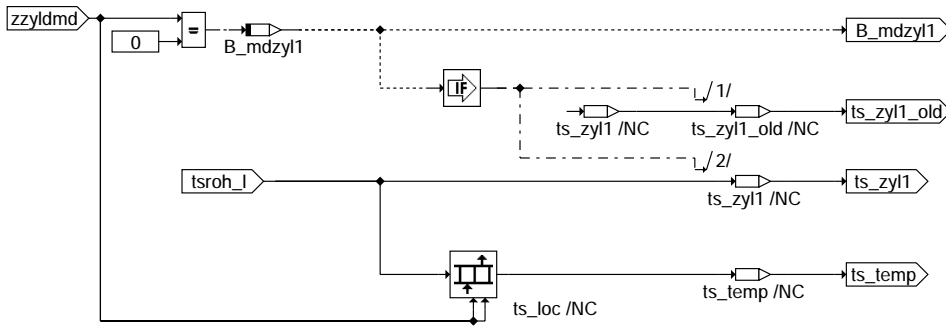 zzyldmd
0
=
B_mdzyl1
B_mdzyl1
IF
/1/
ts_zyl1 /NC
ts_zyl1_old /NC
ts_zyl1_old
/2/
tsroh_l
ts_zyl1 /NC
ts_zyl1
ts_loc /NC
ts_temp /NC
ts_temp